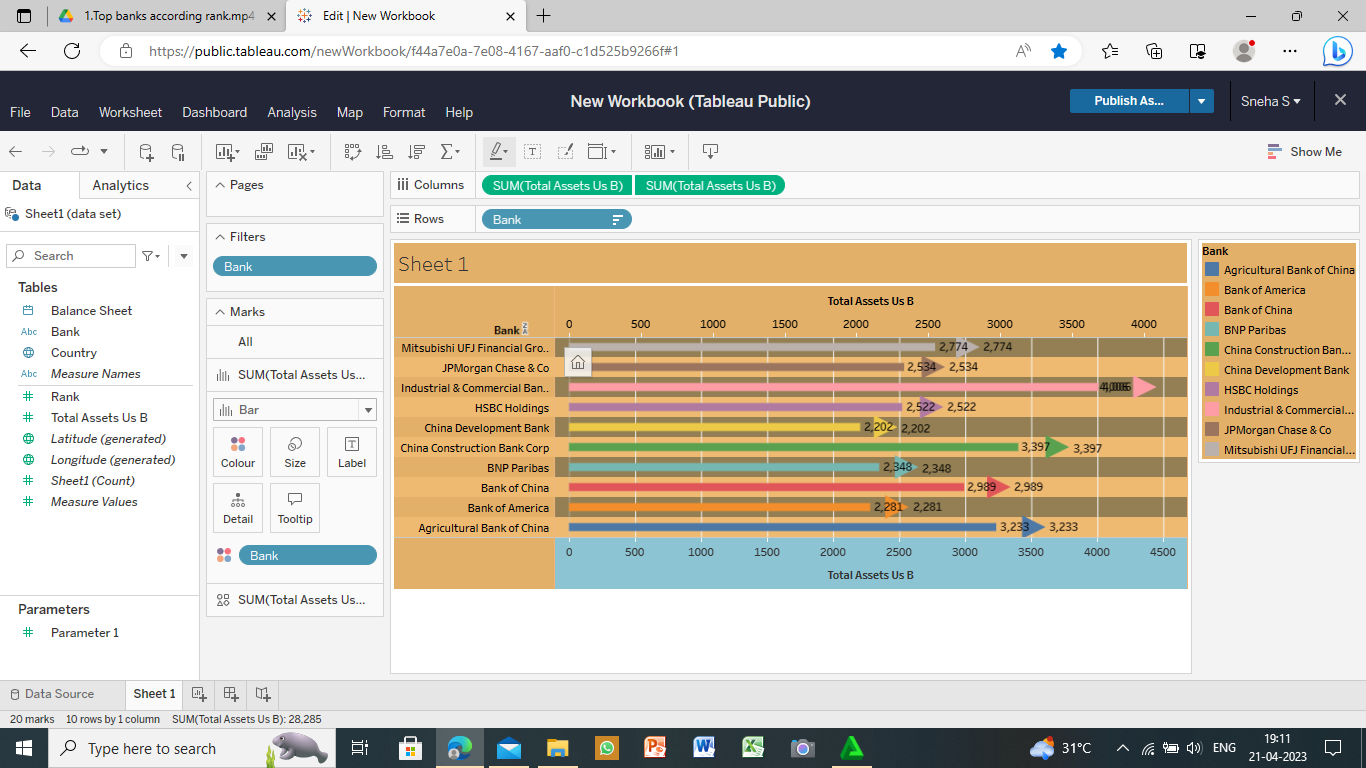 1.Top banks according rank.mp4
Edit | New Workbook
https://public.tableau.com/newWorkbook/f44a7e0a-7e08-4167-aaf0-c1d525b9266f#1
File Data Worksheet Dashboard Analysis Map Format Help
New Workbook (Tableau Public)
Publish As...
Sneha S
Show Me
Data Analytics
Sheet1 (data set)
Search
Tables
Balance Sheet
Abc Bank
Country
Abc Measure Names
Rank
Total Assets Us B
Latitude (generated)
Longitude (generated)
Sheet1 (Count)
Measure Values
Parameters
Parameter 1
Pages
Filters
Bank
Marks
All
SUM(Total Assets Us...
Bar
Colour Size Label
Detail Tooltip
Bank
SUM(Total Assets Us...
Columns SUM(Total Assets Us B) SUM(Total Assets Us B)
Rows Bank
Sheet 1
Total Assets Us B
Bank 0 500 1000 1500 2000 2500 3000 3500 4000
Mitsubishi UFJ Financial Gro.. 2,774 2,774
JPMorgan Chase & Co 2,534 2,534
Industrial & Commercial Ban..
HSBC Holdings 2,522 2,522
China Development Bank 2,202 2,202
China Construction Bank Corp 3,397 3,397
BNP Paribas 2,348 2,348
Bank of China 2,989 2,989
Bank of America 2,281 2,281
Agricultural Bank of China 3,233 3,233
0 500 1000 1500 2000 2500 3000 3500 4000 4500
Total Assets Us B
Bank
Agricultural Bank of China
Bank of America
Bank of China
BNP Paribas
China Construction Ban...
China Development Bank
HSBC Holdings
Industrial & Commercial...
JPMorgan Chase & Co
Mitsubishi UFJ Financial...
Data Source Sheet 1
20 marks 10 rows by 1 column SUM(Total Assets Us B): 28,285
Type here to search
31°C
ENG
19:11
21-04-2023